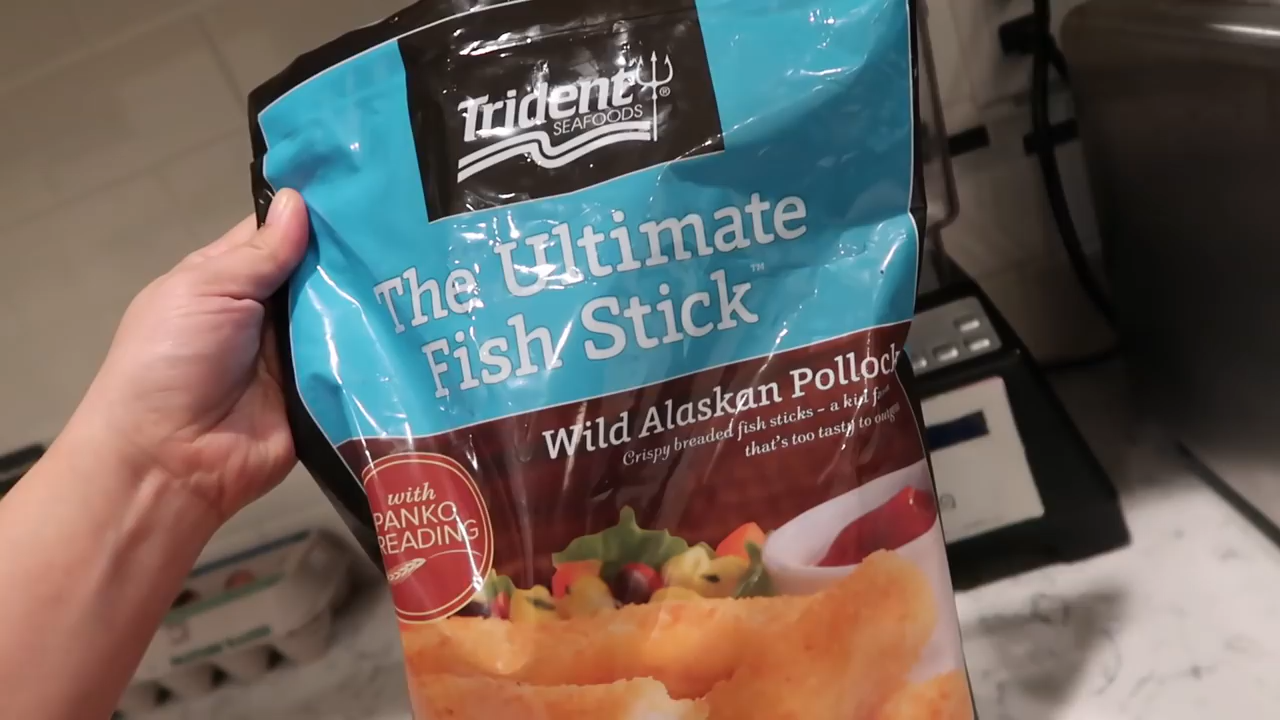 Trident®
SEAFOODS
The Ultimate
Fish Stick™
Wild Alaskan Pollock
Crispy breaded fish sticks – a kid
that's too tasty to
with
PANKO
READING